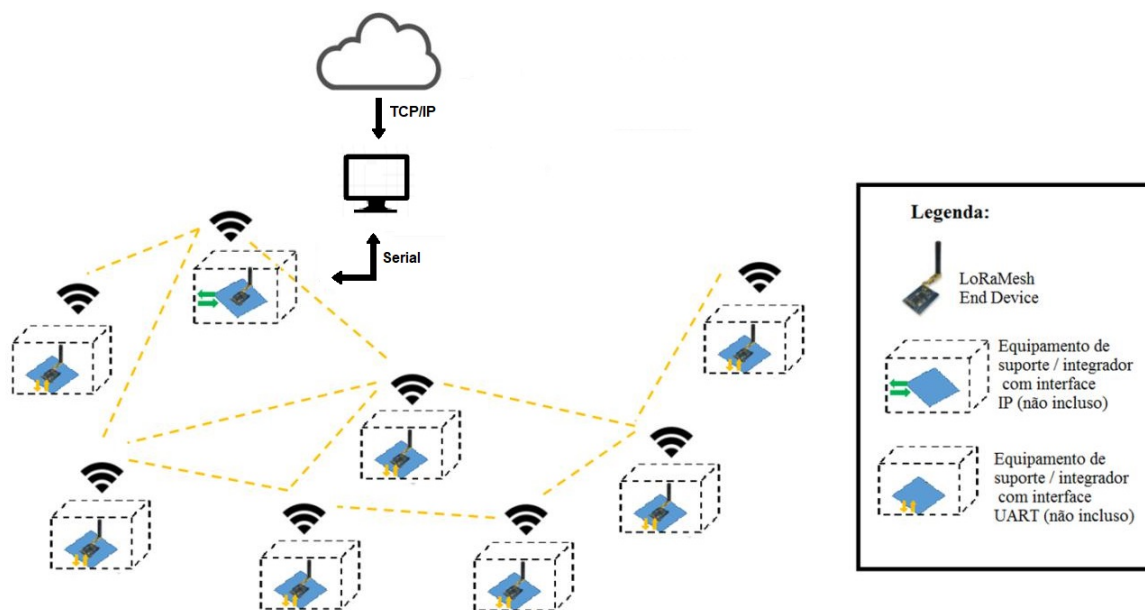 TCP/IP
Serial
Legenda:
LoRaMesh
End Device
Equipamento de
suporte / integrador
com interface
IP (não incluso)
Equipamento de
suporte / integrador
com interface
UART (não incluso)